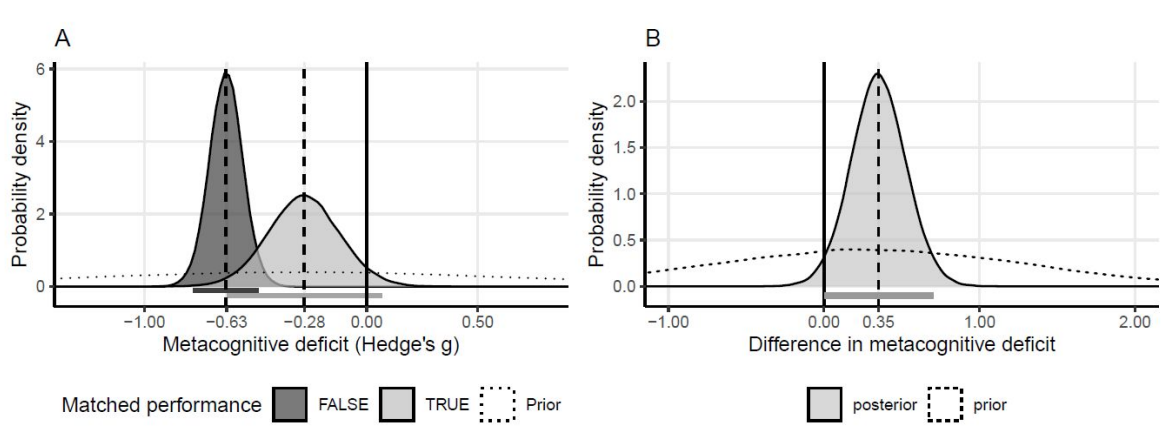 A
6
4
2
0
Probability density
−1.00
−0.63
−0.28
0.00
0.50
Metacognitive deficit (Hedge's g)
Matched performance FALSE TRUE Prior
B
2.0
1.5
1.0
0.5
0.0
Probability density
−1.00
0.00
0.35
1.00
2.00
Difference in metacognitive deficit
posterior prior